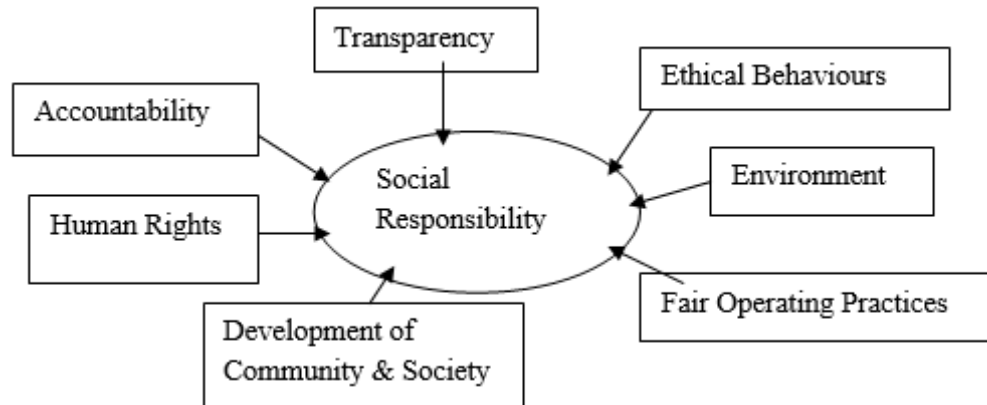 Transparency
Ethical Behaviours
Accountability
Social
Responsibility
Environment
Human Rights
Fair Operating Practices
Development of
Community & Society